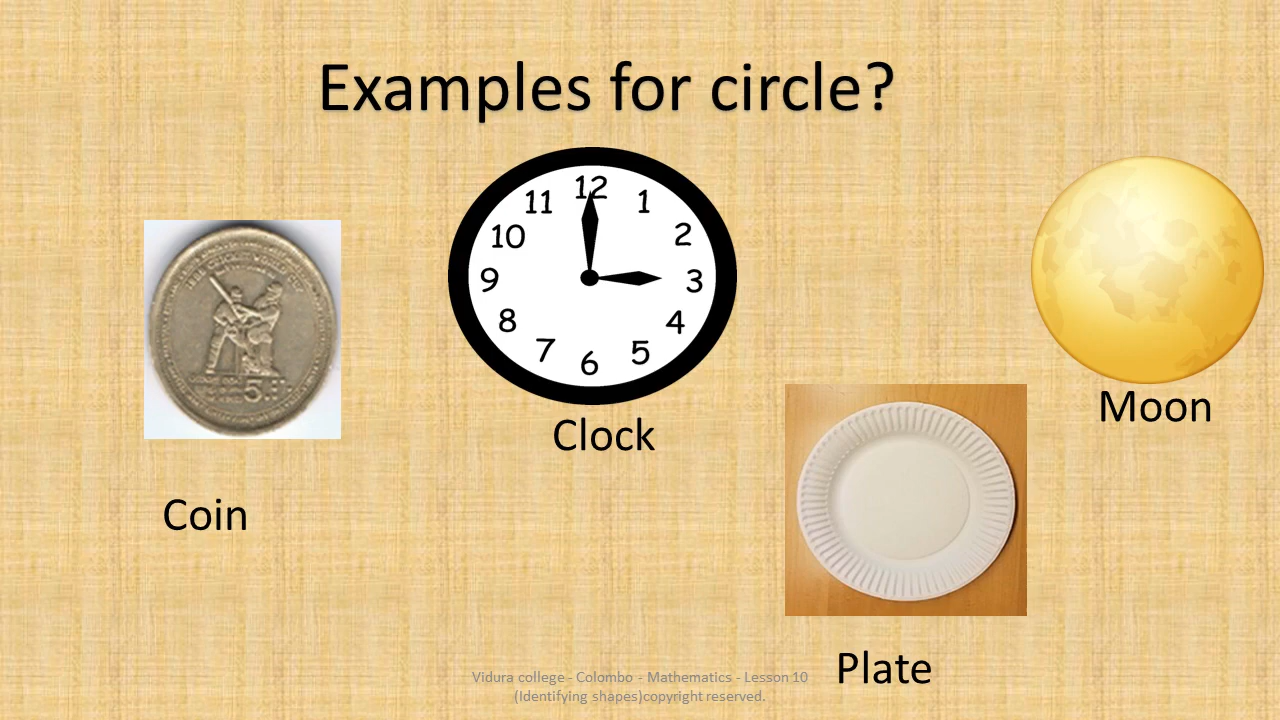 Examples for circle?
12
11
1
10
2
9
3
8
4
7
5
6
5
Clock
Moon
Coin
Plate
Vidura college - Colombo - Mathematics - Lesson 10
(Identifying shapes)copyright reserved.